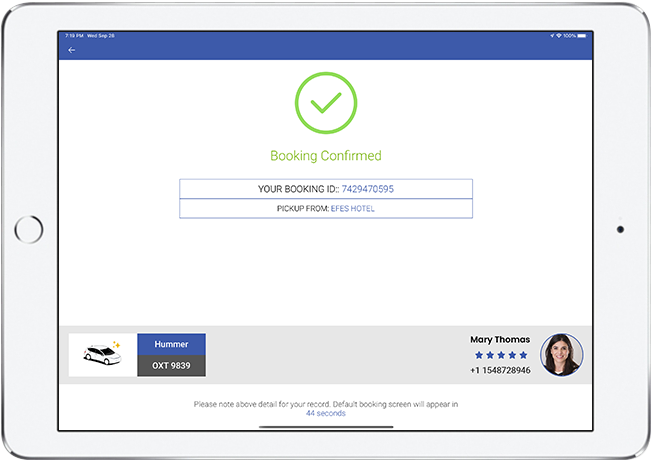 7:19 PM Wed Sep 26 100%
Booking Confirmed
YOUR BOOKING ID:: 7429470595
PICKUP FROM: EFES HOTEL
Hummer
OXT 9839
Mary Thomas
+1 1548728946
Please note above detail for your record. Default booking screen will appear in
44 seconds